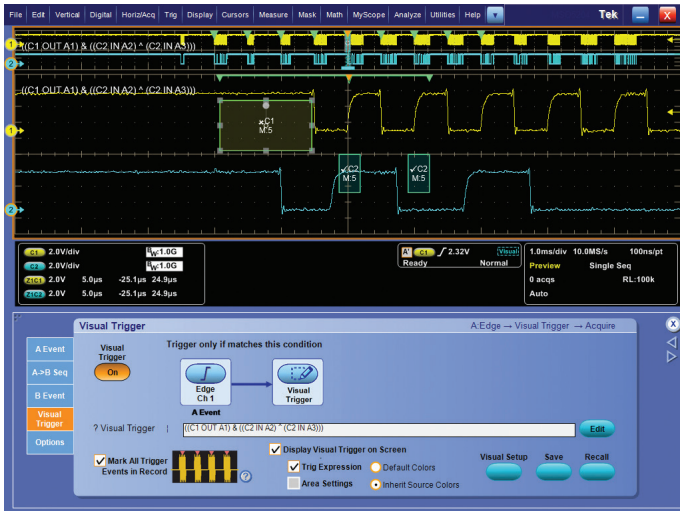 File Edit Vertical Digital Horiz/Acq Trig Display Cursors Measure Mask Math MyScope Analyze Utilities Help Tek X
1 ((C1 OUT A1) & ((C2 IN A2) ^ (C2 IN A3)))
2
((C1 OUT A1) & ((C2 IN A2) ^ (C2 IN A3)))
C1
1 M:5
C2 C2
M:5 M:5
2
C1 2.0V/div BW:1.0G
C2 2.0V/div BW:1.0G
Z1C1 2.0V 5.0µs -25.1µs 24.9µs
Z1C2 2.0V 5.0µs -25.1µs 24.9µs
A' C1 2.32V Visual
Ready Normal
1.0ms/div 10.0MS/s 100ns/pt
Preview Single Seq
0 acqs RL:100k
Auto
Visual Trigger A:Edge → Visual Trigger → Acquire X
A Event
A->B Seq
B Event
Visual Trigger
Options
Visual
Trigger
On
Trigger only if matches this condition
Edge
Ch 1
A Event
Visual
Trigger
? Visual Trigger ((C1 OUT A1) & ((C2 IN A2) ^ (C2 IN A3))) Edit
Mark All Trigger
Events in Record
?
Display Visual Trigger on Screen
Trig Expression Default Colors
Area Settings Inherit Source Colors
Visual Setup Save Recall